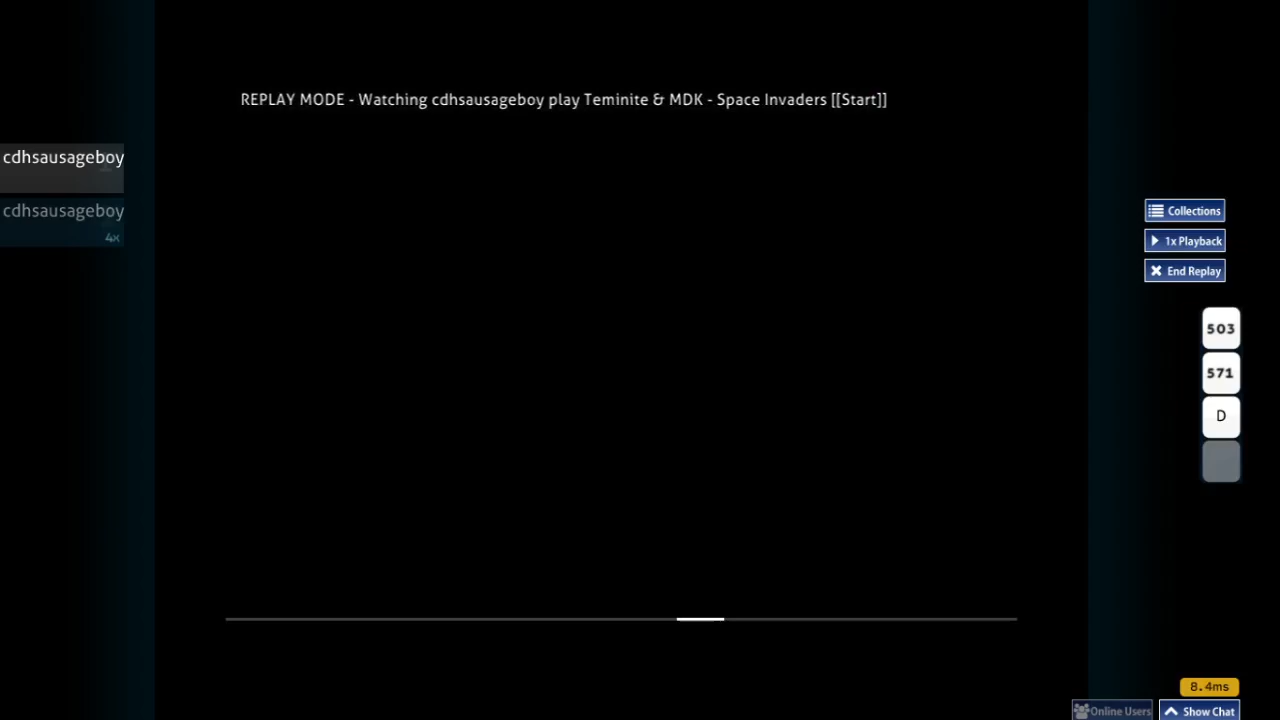 REPLAY MODE - Watching cdhsausageboy play Teminite & MDK - Space Invaders [[Start]]
cdhsausageboy
cdhsausageboy
4x
Collections
1x Playback
End Replay
503
571
D
8.4ms
Online Users
Show Chat